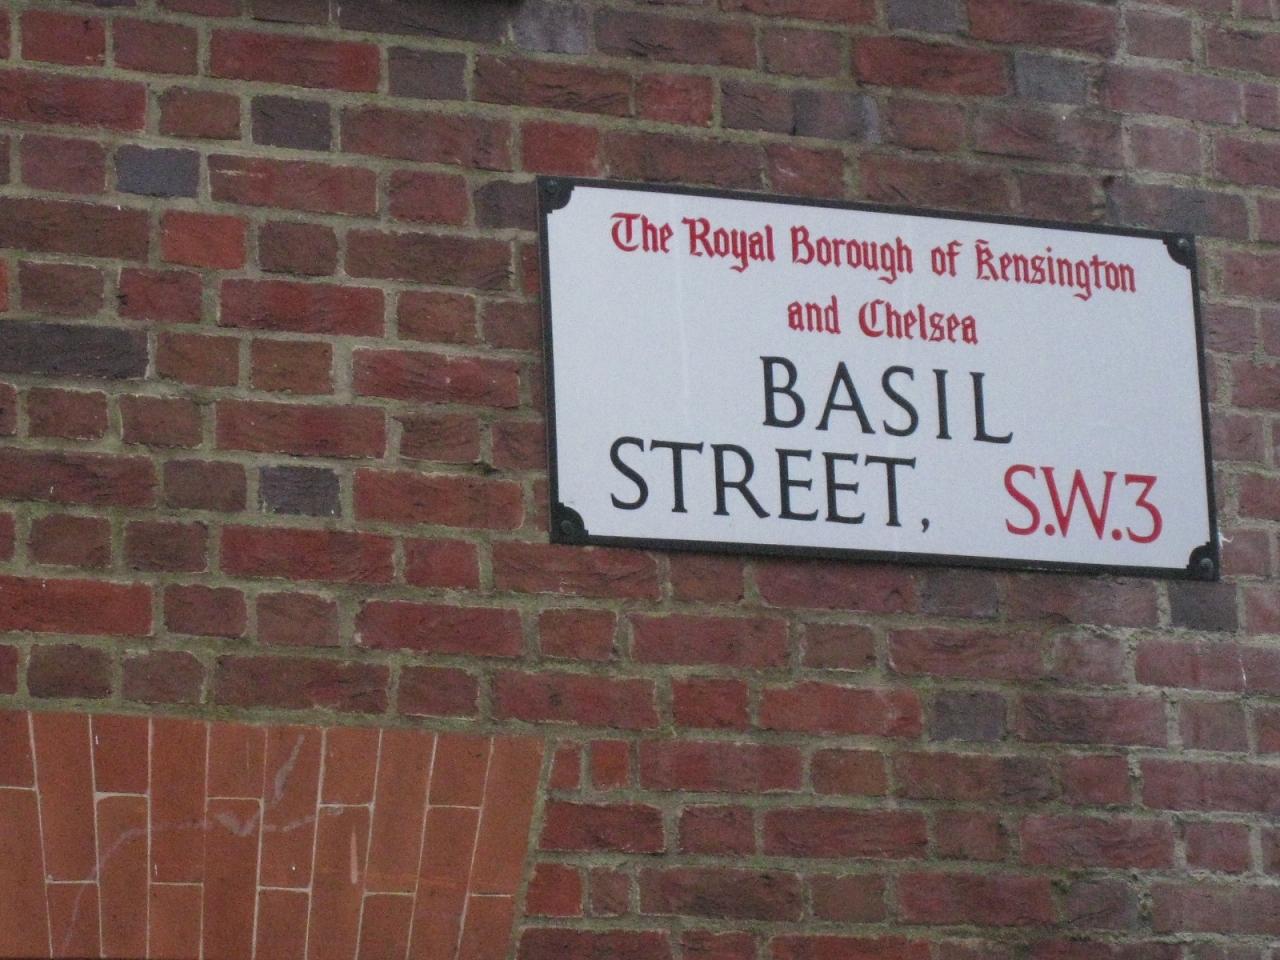 The Royal Borough of Kensington
and Chelsea
BASIL
STREET, S.W.3